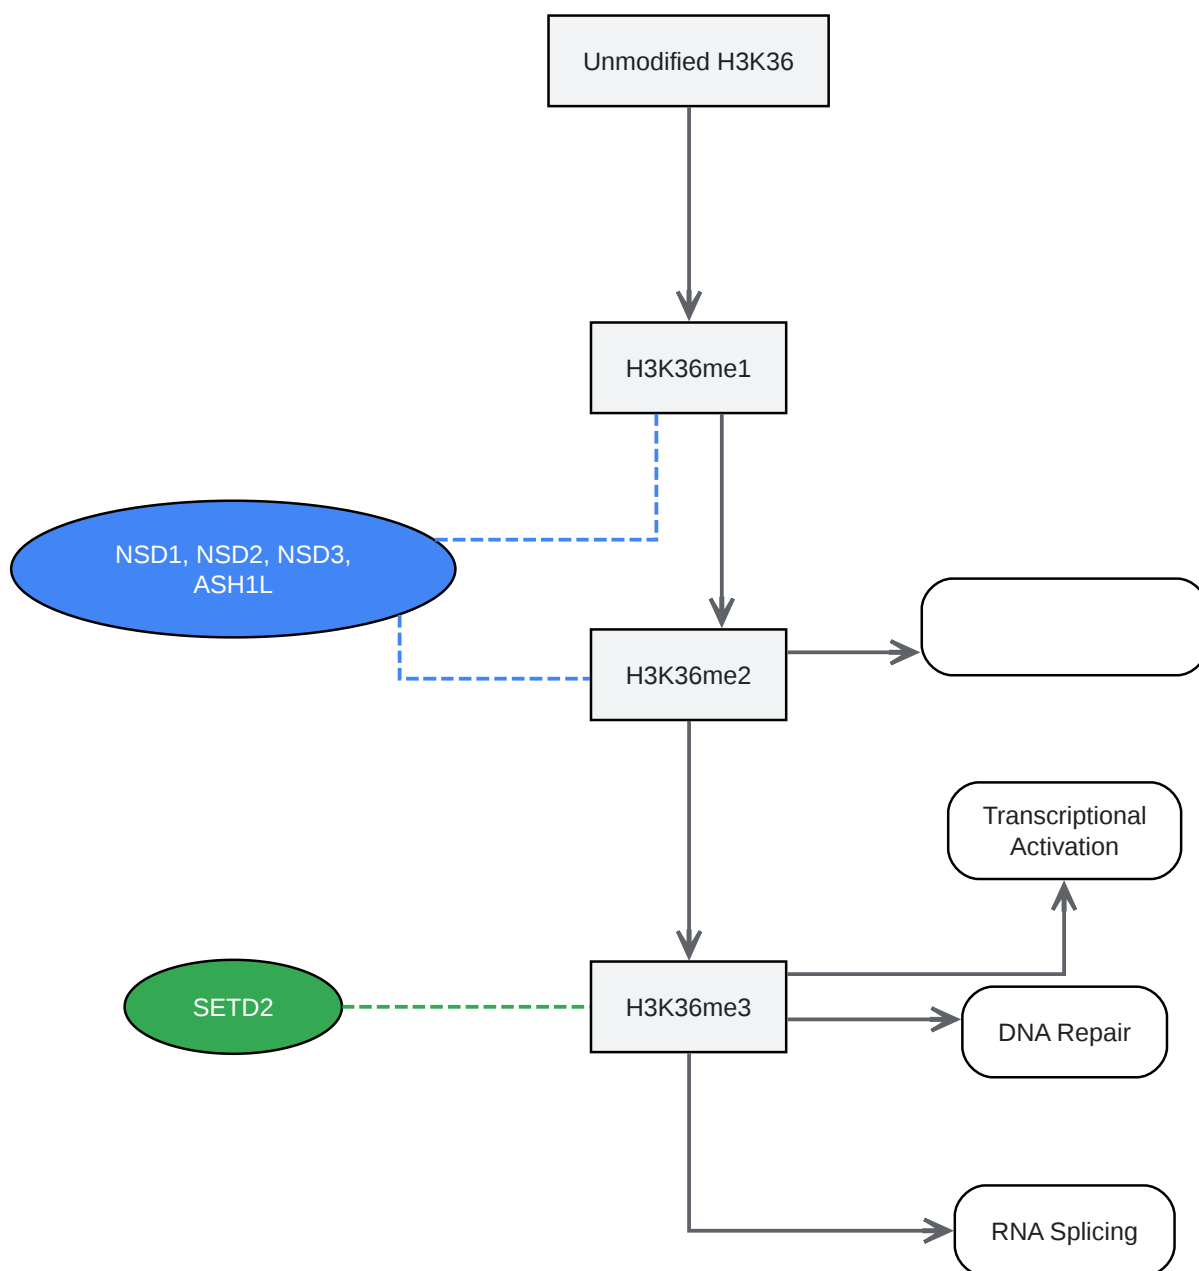 Unmodified H3K36
H3K36me1
NSD1, NSD2, NSD3,
ASH1L
H3K36me2
Transcriptional
Activation
SETD2
H3K36me3
DNA Repair
RNA Splicing